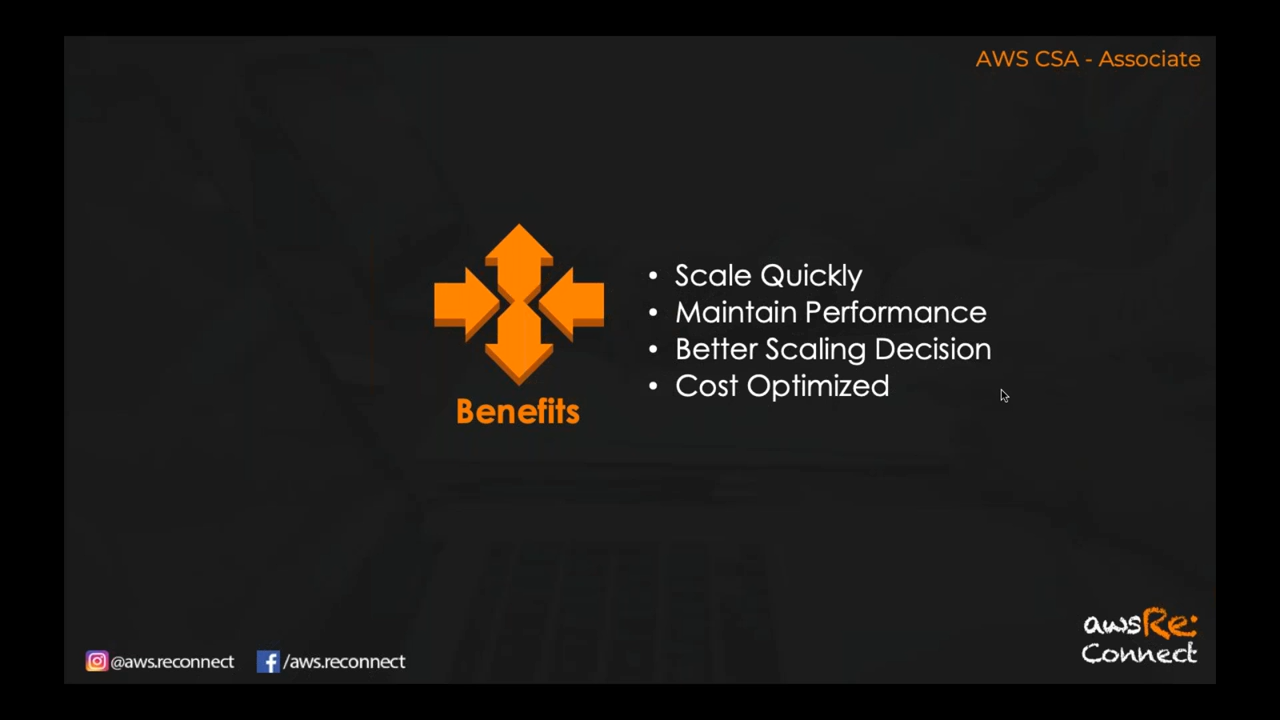 AWS CSA - Associate
• Scale Quickly
• Maintain Performance
• Better Scaling Decision
• Cost Optimized
Benefits
awsRe:
Connect
@aws.reconnect
/aws.reconnect